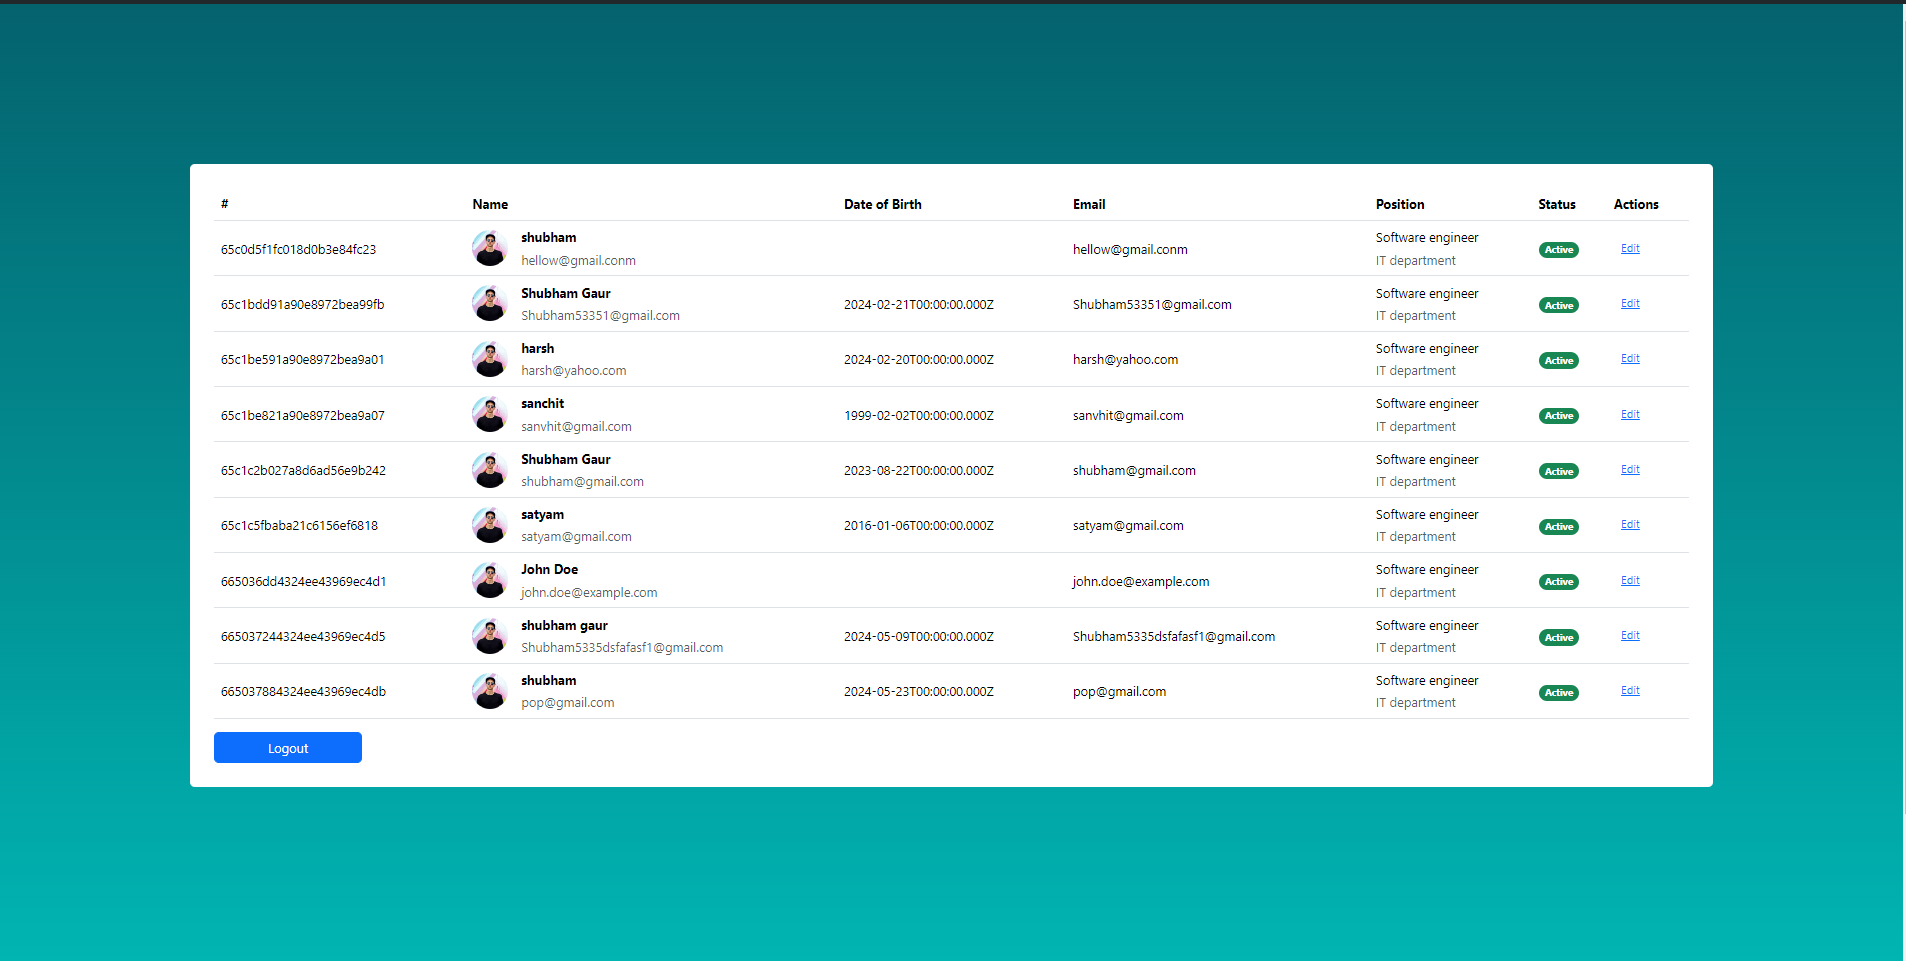 # Name Date of Birth Email Position Status Actions
shubham Software engineer
65c0d5f1fc018d0b3e84fc23 hellow@gmail.conm Active Edit
hellow@gmail.conm IT department
Shubham Gaur Software engineer
65c1bdd91a90e8972bea99fb 2024-02-21T00:00:00.000Z Shubham53351@gmail.com Active Edit
Shubham53351@gmail.com IT department
harsh Software engineer
65c1be591a90e8972bea9a01 2024-02-20T00:00:00.000Z harsh@yahoo.com Active Edit
harsh@yahoo.com IT department
sanchit Software engineer
65c1be821a90e8972bea9a07 1999-02-02T00:00:00.000Z sanvhit@gmail.com Active Edit
sanvhit@gmail.com IT department
Shubham Gaur Software engineer
65c1c2b027a8d6ad56e9b242 2023-08-22T00:00:00.000Z shubham@gmail.com Active Edit
shubham@gmail.com IT department
satyam Software engineer
65c1c5fbaba21c6156ef6818 2016-01-06T00:00:00.000Z satyam@gmail.com Active Edit
satyam@gmail.com IT department
John Doe Software engineer
665036dd4324ee43969ec4d1 john.doe@example.com Active Edit
john.doe@example.com IT department
shubham gaur Software engineer
665037244324ee43969ec4d5 2024-05-09T00:00:00.000Z Shubham5335dsfafasf1@gmail.com Active Edit
Shubham5335dsfafasf1@gmail.com IT department
shubham Software engineer
665037884324ee43969ec4db 2024-05-23T00:00:00.000Z pop@gmail.com Active Edit
pop@gmail.com IT department
Logout